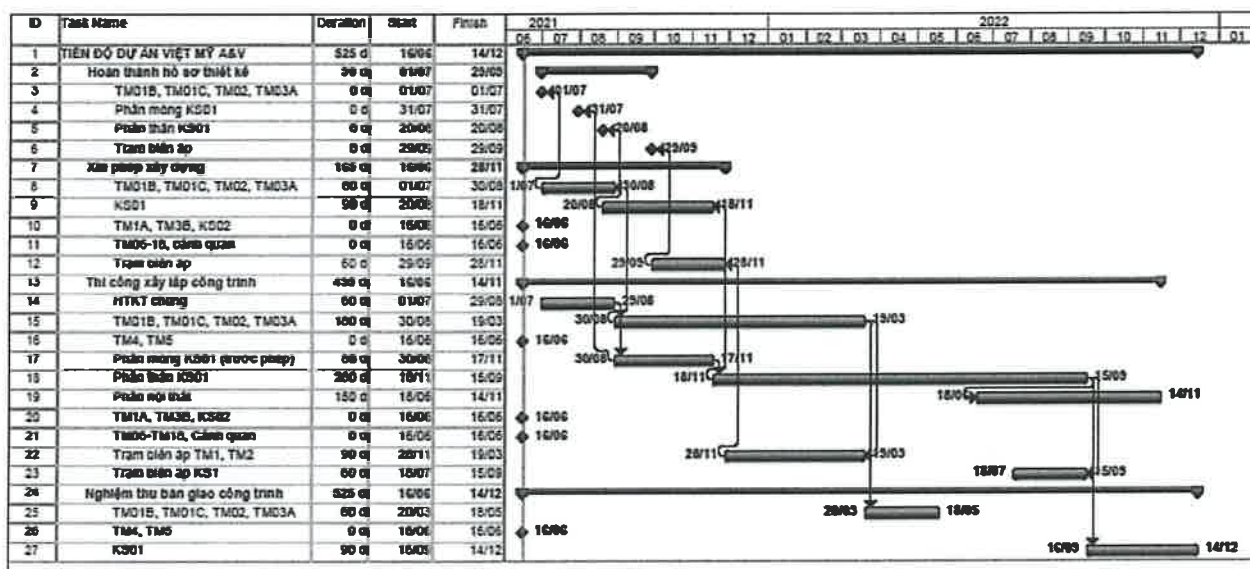 ID Task Name Duration Start Finish 2021 2022
06 07 08 09 10 11 12 01 02 03 04 05 06 07 08 09 10 11 12 01
1 TIẾN ĐỘ DỰ ÁN VIỆT MỸ A&V 525 d 16/06 14/12
2 Hoàn thành hồ sơ thiết kế 01/07 29/09
3 TM01B, TM01C, TM02, TM03A 0 d 01/07 01/07 01/07
4 Phần móng KS01 0 d 31/07 31/07 31/07
5 Phần thân KS01 0 d 20/08 20/08 20/08
6 Trạm biến áp 0 d 29/09 29/09 29/09
7 Xin phép xây dựng 165 d 16/06 28/11
8 TM01B, TM01C, TM02, TM03A 60 d 01/07 30/08 1/07 30/08
9 KS01 90 d 20/08 18/11 20/08 18/11
10 TM1A, TM3B, KS02 0 d 16/06 16/06 16/06
11 TM05-18, cảnh quan 0 d 16/06 16/06 16/06
12 Trạm biến áp 60 d 29/09 28/11 29/09 28/11
13 Thi công xây lắp công trình 16/06 14/11
14 HTKT chung 60 d 01/07 29/08 1/07 29/08
15 TM01B, TM01C, TM02, TM03A 180 d 30/08 19/03 30/08 19/03
16 TM4, TM5 0 d 16/06 16/06 16/06
17 Phần móng KS01 (trước phép) 30/08 17/11 30/08 17/11
18 Phần thân KS01 18/11 15/09 18/11 15/09
19 Phần nội thất 150 d 18/06 14/11 18/06 14/11
20 TM1A, TM3B, KS02 0 d 16/06 16/06 16/06
21 TM05-TM18, Cảnh quan 0 d 16/06 16/06 16/06
22 Trạm biến áp TM1, TM2 90 d 28/11 19/03 28/11 19/03
23 Trạm biến áp KS1 60 d 18/07 15/09 18/07 15/09
24 Nghiệm thu bàn giao công trình 525 d 16/06 14/12
25 TM01B, TM01C, TM02, TM03A 60 d 20/03 18/05 20/03 18/05
26 TM4, TM5 0 d 16/06 16/06 16/06
27 KS01 90 d 16/09 14/12 16/09 14/12